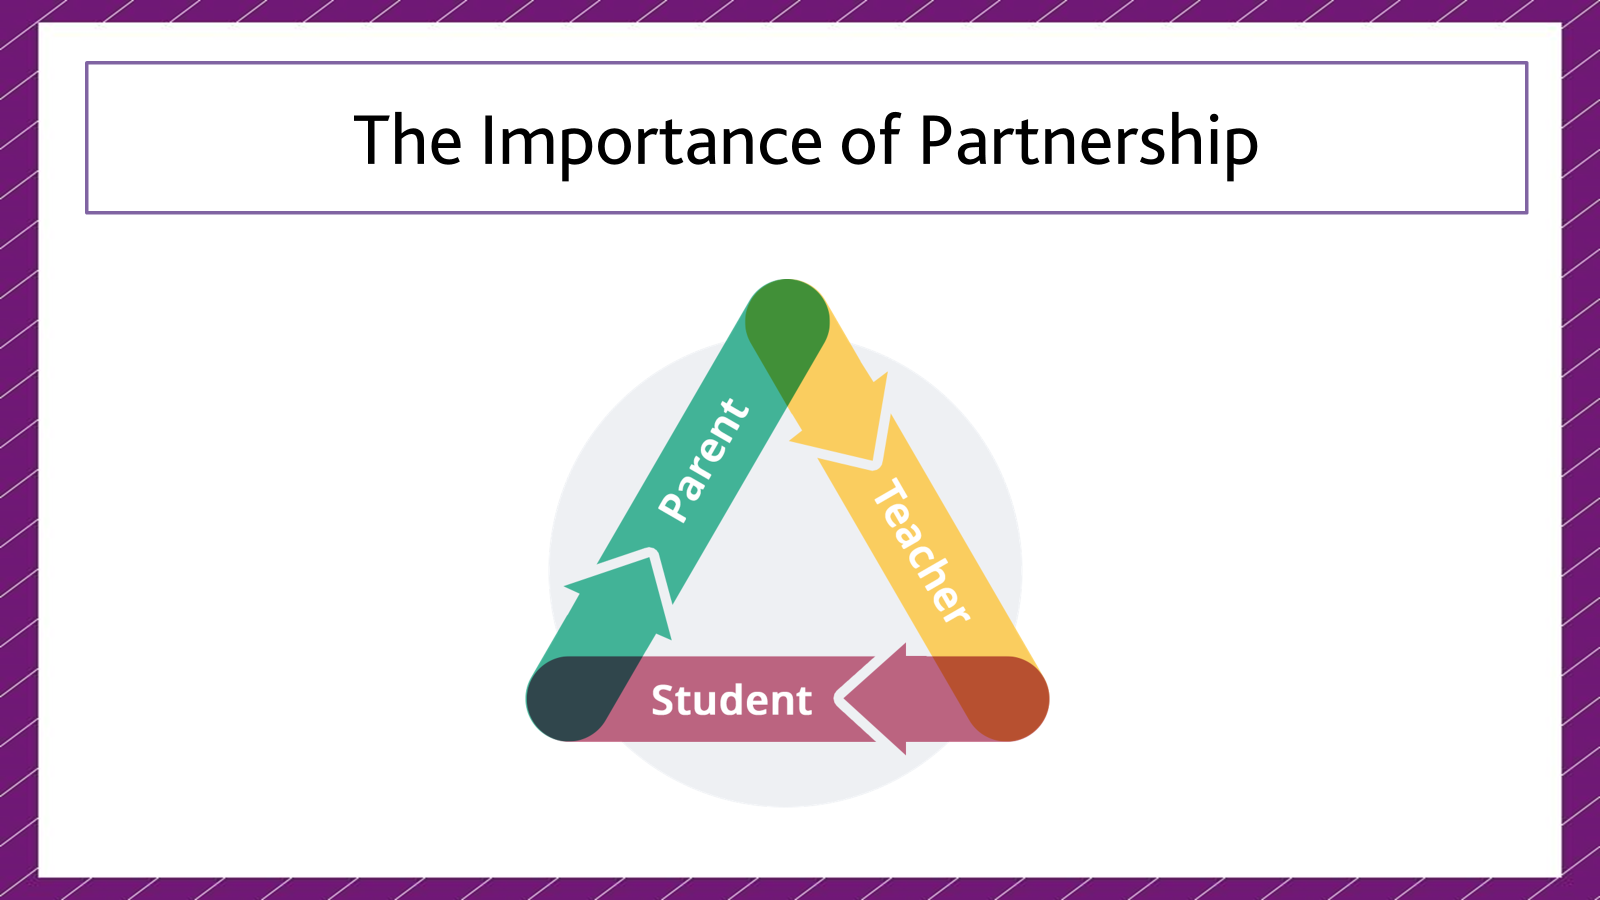 The Importance of Partnership
Parent
Teacher
Student